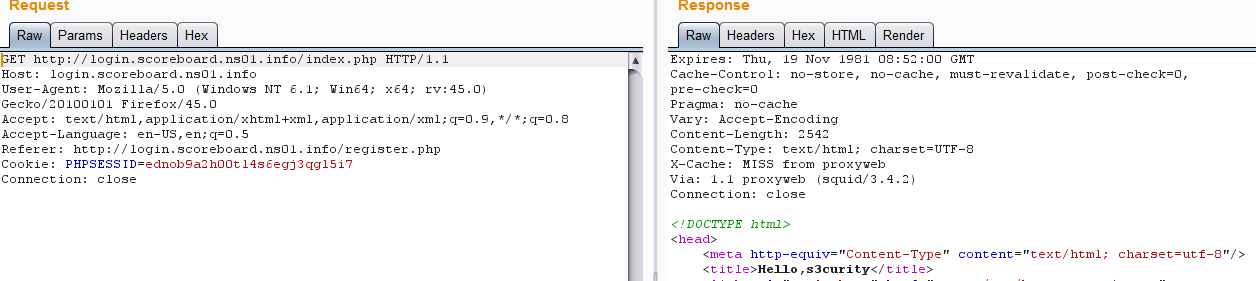 Request
Raw Params Headers Hex
GET http://login.scoreboard.ns01.info/index.php HTTP/1.1
Host: login.scoreboard.ns01.info
User-Agent: Mozilla/5.0 (Windows NT 6.1; Win64; x64; rv:45.0)
Gecko/20100101 Firefox/45.0
Accept: text/html,application/xhtml+xml,application/xml;q=0.9,*/*;q=0.8
Accept-Language: en-US,en;q=0.5
Referer: http://login.scoreboard.ns01.info/register.php
Cookie: PHPSESSID=ednob9a2h00tl4s6egj3qgl5i7
Connection: close
Response
Raw Headers Hex HTML Render
Expires: Thu, 19 Nov 1981 08:52:00 GMT
Cache-Control: no-store, no-cache, must-revalidate, post-check=0,
pre-check=0
Pragma: no-cache
Vary: Accept-Encoding
Content-Length: 2542
Content-Type: text/html; charset=UTF-8
X-Cache: MISS from proxyweb
Via: 1.1 proxyweb (squid/3.4.2)
Connection: close
<!DOCTYPE html>
<head>
<meta http-equiv="Content-Type" content="text/html; charset=utf-8"/>
<title>Hello,s3curity</title>